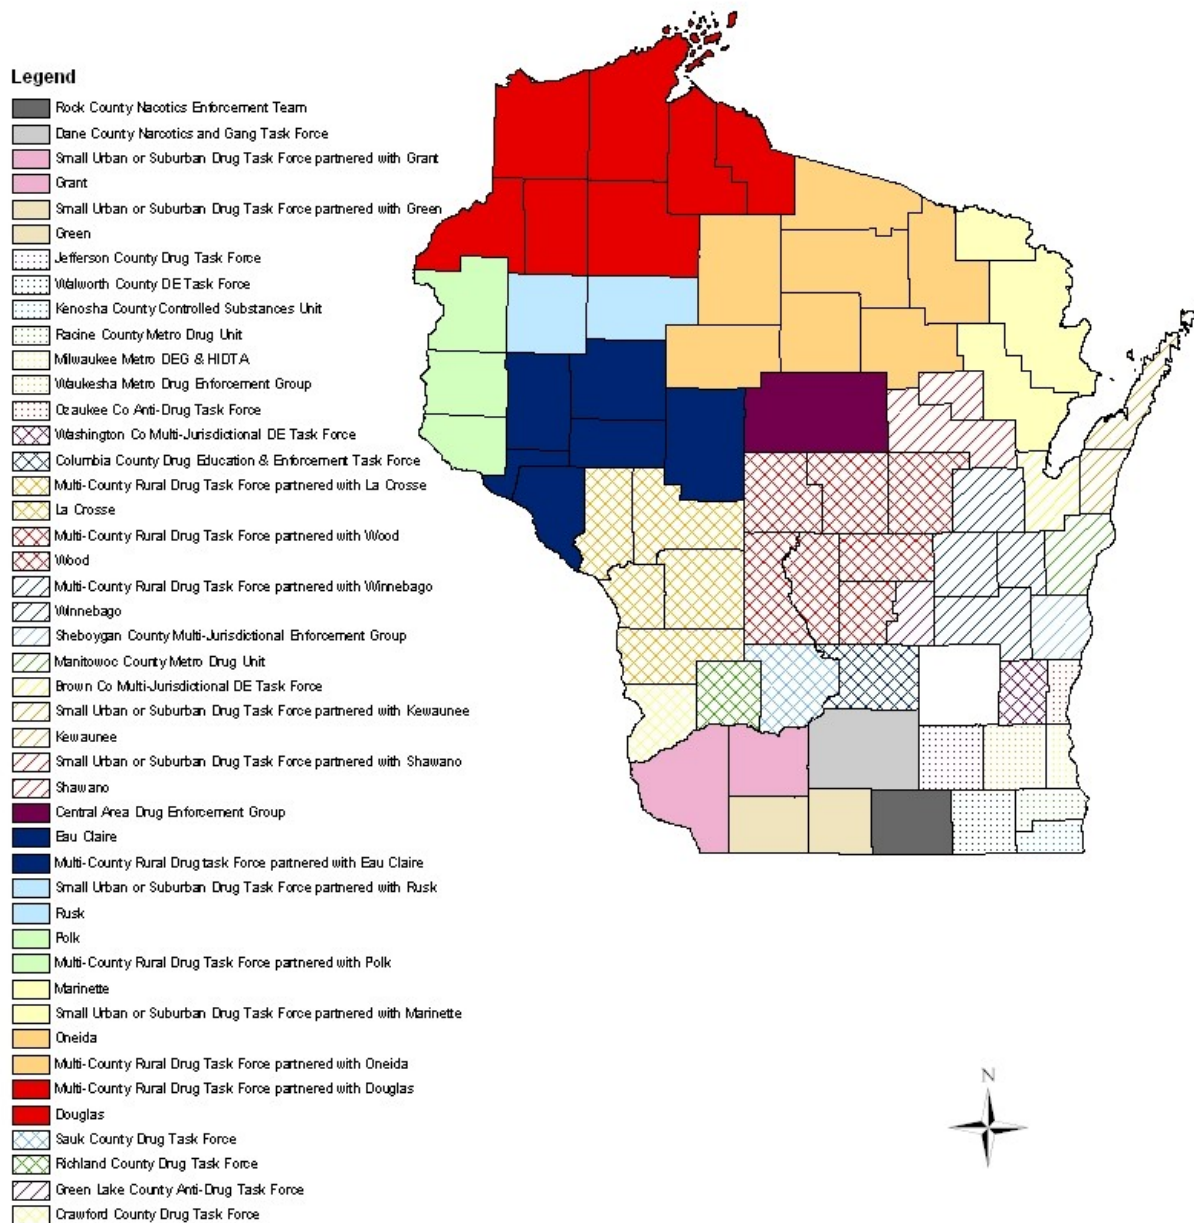 Legend
Rock County Nacotics Enforcement Team
Dane County Narcotics and Gang Task Force
Small Urban or Suburban Drug Task Force partnered with Grant
Grant
Small Urban or Suburban Drug Task Force partnered with Green
Green
Jefferson County Drug Task Force
Walworth County DE Task Force
Kenosha County Controlled Substances Unit
Racine County Metro Drug Unit
Milwaukee Metro DEG & HIDTA
Waukesha Metro Drug Enforcement Group
Ozaukee Co Anti-Drug Task Force
Washington Co Multi-Jurisdictional DE Task Force
Columbia County Drug Education & Enforcement Task Force
Multi-County Rural Drug Task Force partnered with La Crosse
La Crosse
Multi-County Rural Drug Task Force partnered with Wood
Wood
Multi-County Rural Drug Task Force partnered with Winnebago
Winnebago
Sheboygan County Multi-Jurisdictional Enforcement Group
Manitowoc County Metro Drug Unit
Brown Co Multi-Jurisdictional DE Task Force
Small Urban or Suburban Drug Task Force partnered with Kewaunee
Kewaunee
Small Urban or Suburban Drug Task Force partnered with Shawano
Shawano
Central Area Drug Enforcement Group
Eau Claire
Multi-County Rural Drug task Force partnered with Eau Claire
Small Urban or Suburban Drug Task Force partnered with Rusk
Rusk
Polk
Multi-County Rural Drug Task Force partnered with Polk
Marinette
Small Urban or Suburban Drug Task Force partnered with Marinette
Oneida
Multi-County Rural Drug Task Force partnered with Oneida
Multi-County Rural Drug Task Force partnered with Douglas
Douglas
Sauk County Drug Task Force
Richland County Drug Task Force
Green Lake County Anti-Drug Task Force
Crawford County Drug Task Force
N